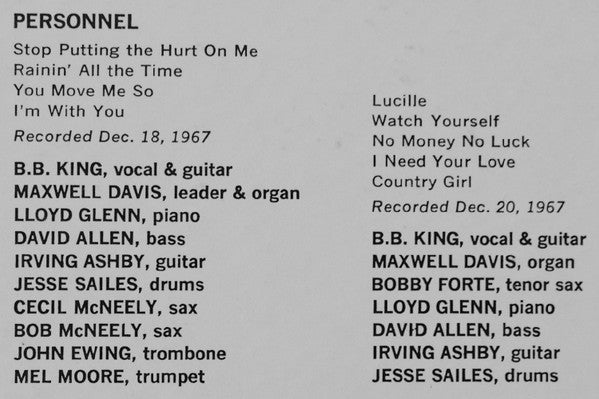 PERSONNEL
Stop Putting the Hurt On Me
Rainin' All the Time
You Move Me So
I'm With You
Recorded Dec. 18, 1967
B.B. KING, vocal & guitar
MAXWELL DAVIS, leader & organ
LLOYD GLENN, piano
DAVID ALLEN, bass
IRVING ASHBY, guitar
JESSE SAILES, drums
CECIL McNEELY, sax
BOB McNEELY, sax
JOHN EWING, trombone
MEL MOORE, trumpet
Lucille
Watch Yourself
No Money No Luck
I Need Your Love
Country Girl
Recorded Dec. 20, 1967
B.B. KING, vocal & guitar
MAXWELL DAVIS, organ
BOBBY FORTE, tenor sax
LLOYD GLENN, piano
DAVID ALLEN, bass
IRVING ASHBY, guitar
JESSE SAILES, drums